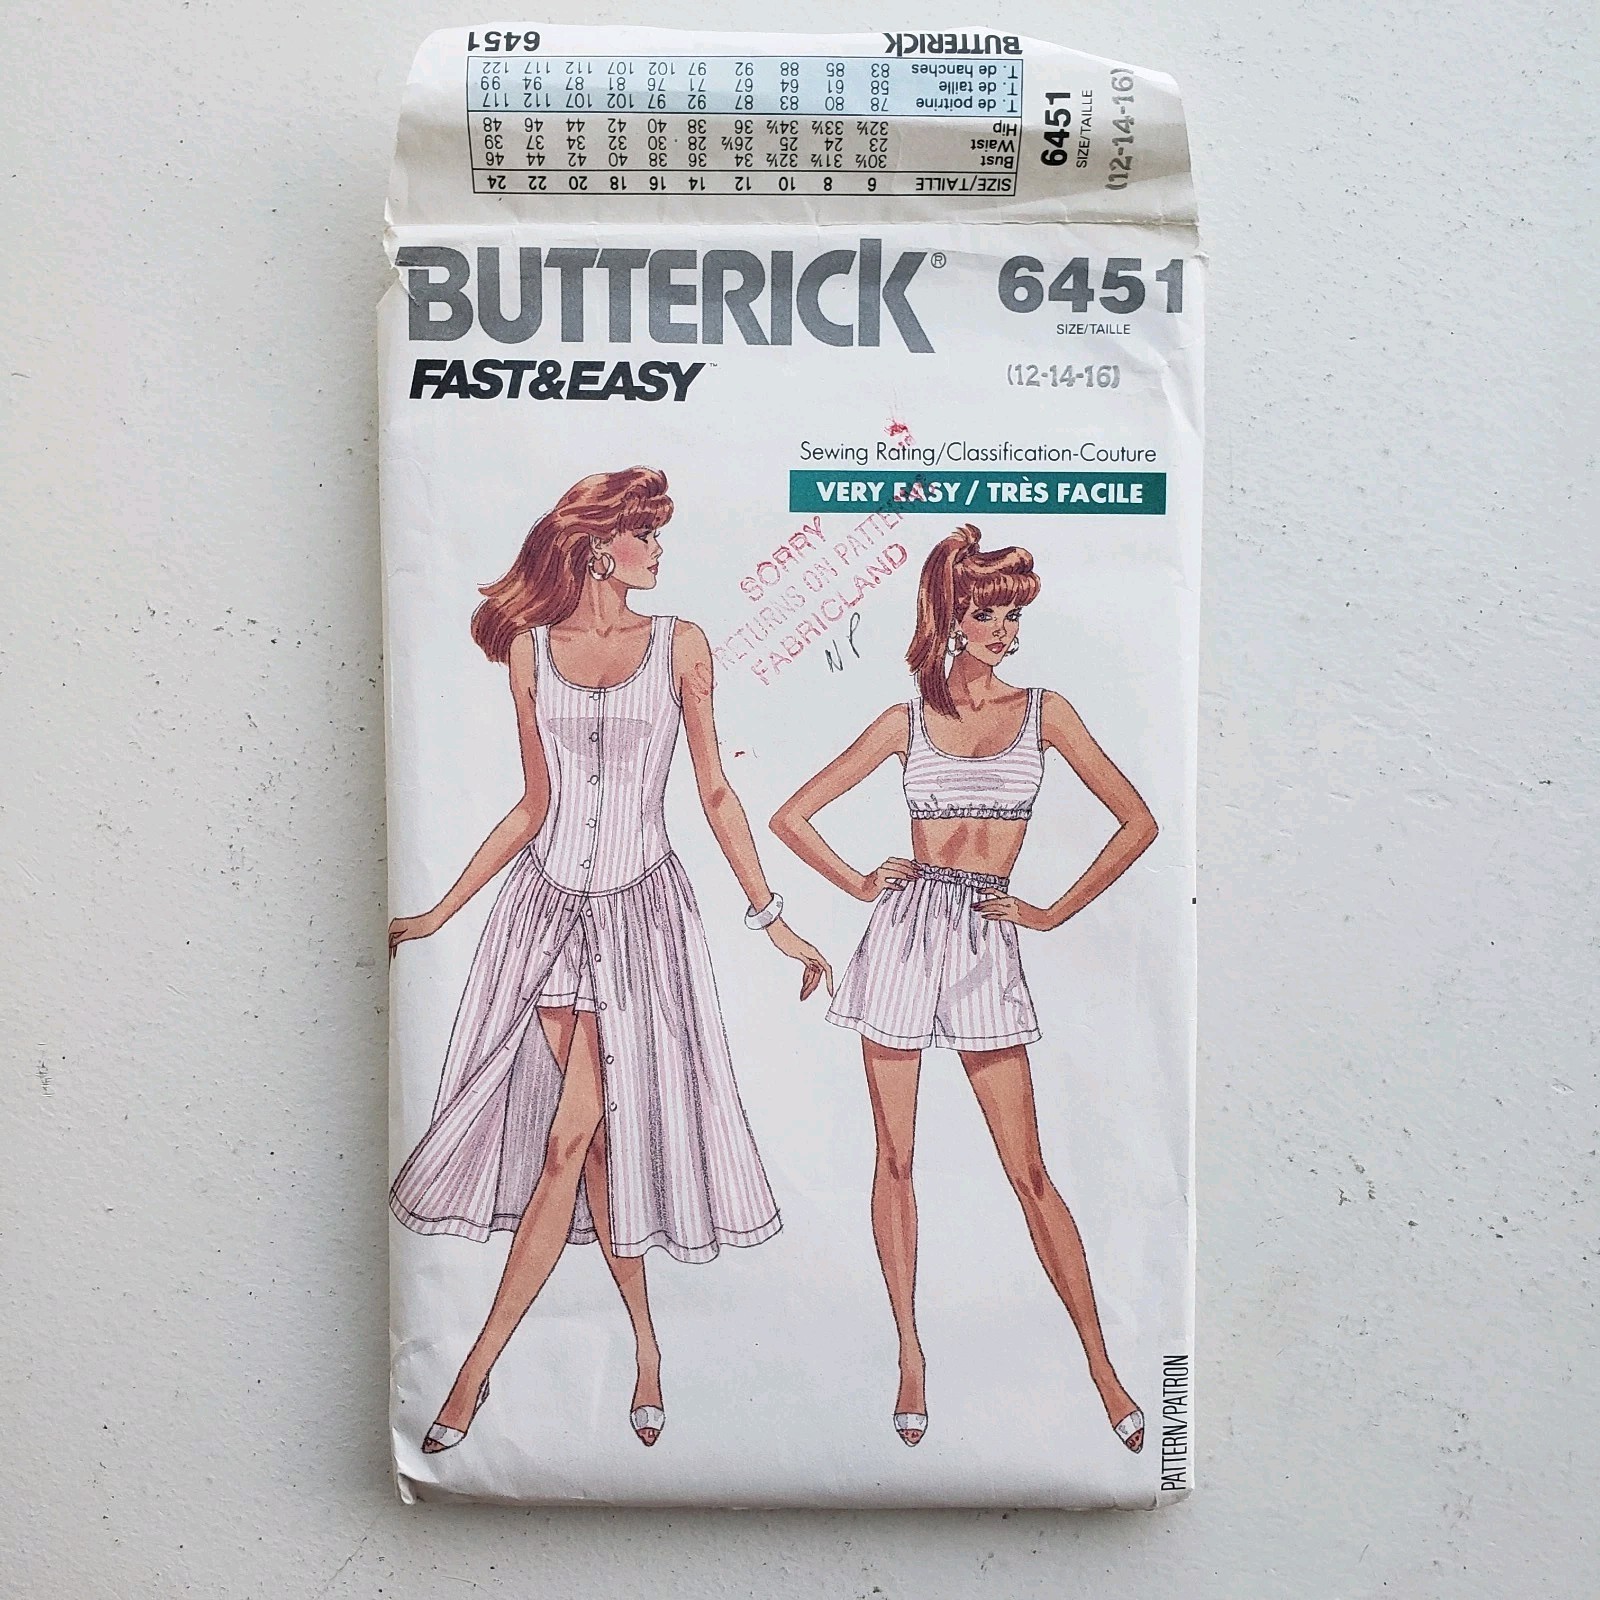 SIZE/TAILLE 6 8 10 12 14 16 18 20 22 24
Bust 30½ 31½ 32½ 34 36 38 40 42 44 46
Waist 23 24 25 26½ 28 30 32 34 37 39
Hip 32½ 33½ 34½ 36 38 40 42 44 46 48
T. de poitrine 78 80 83 87 92 97 102 107 112 117
T. de taille 58 61 64 67 71 76 81 87 94 99
T. de hanches 83 85 88 92 97 102 107 112 117 122
BUTTERICK 6451
6451
SIZE/TAILLE
(12-14-16)
BUTTERICK®
6451
SIZE/TAILLE
FAST&EASY™
(12-14-16)
Sewing Rating/Classification-Couture
VERY EASY / TRÈS FACILE
SORRY
NO RETURNS ON PATTERNS
FABRICLAND
NP
PATTERN/PATRON